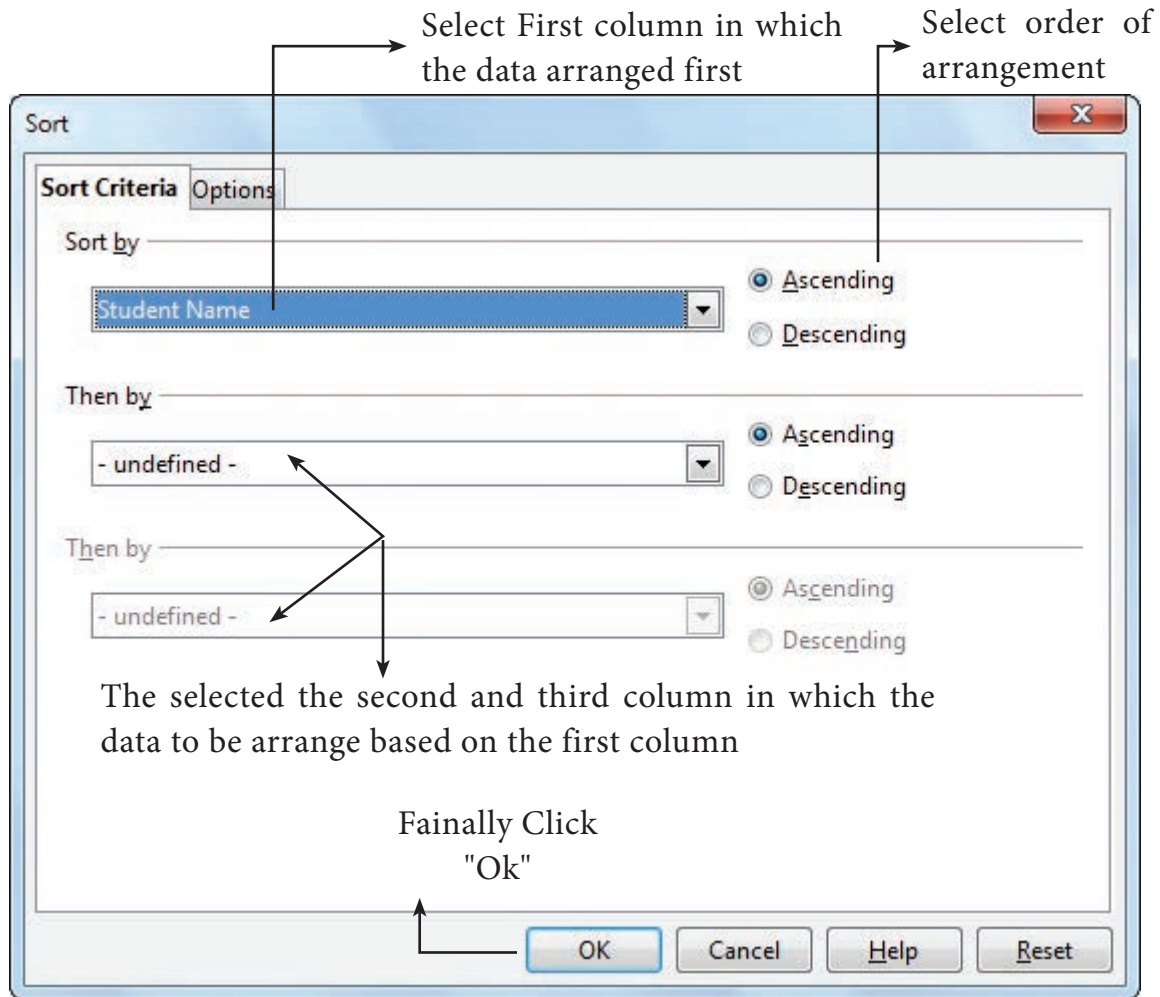 Select First column in which
the data arranged first
Select order of
arrangement
Sort
Sort Criteria Options
Sort by
Student Name
Ascending
Descending
Then by
- undefined -
Ascending
Descending
Then by
- undefined -
Ascending
Descending
The selected the second and third column in which the
data to be arrange based on the first column
Fainally Click
"Ok"
OK Cancel Help Reset